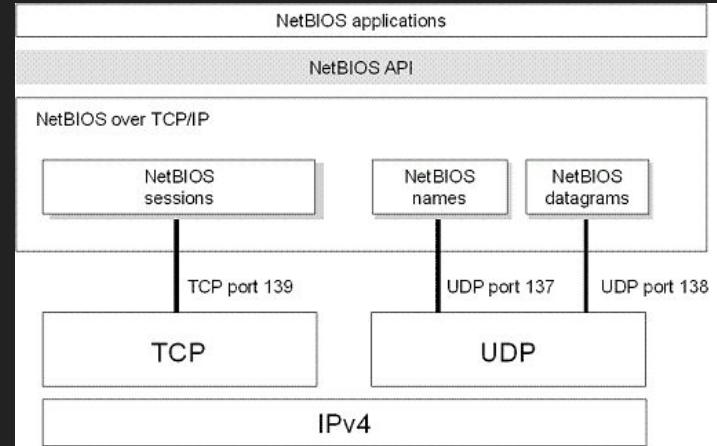 NetBIOS applications
NetBIOS API
NetBIOS over TCP/IP
NetBIOS
sessions
NetBIOS
names
NetBIOS
datagrams
TCP port 139
UDP port 137
UDP port 138
TCP
UDP
IPv4